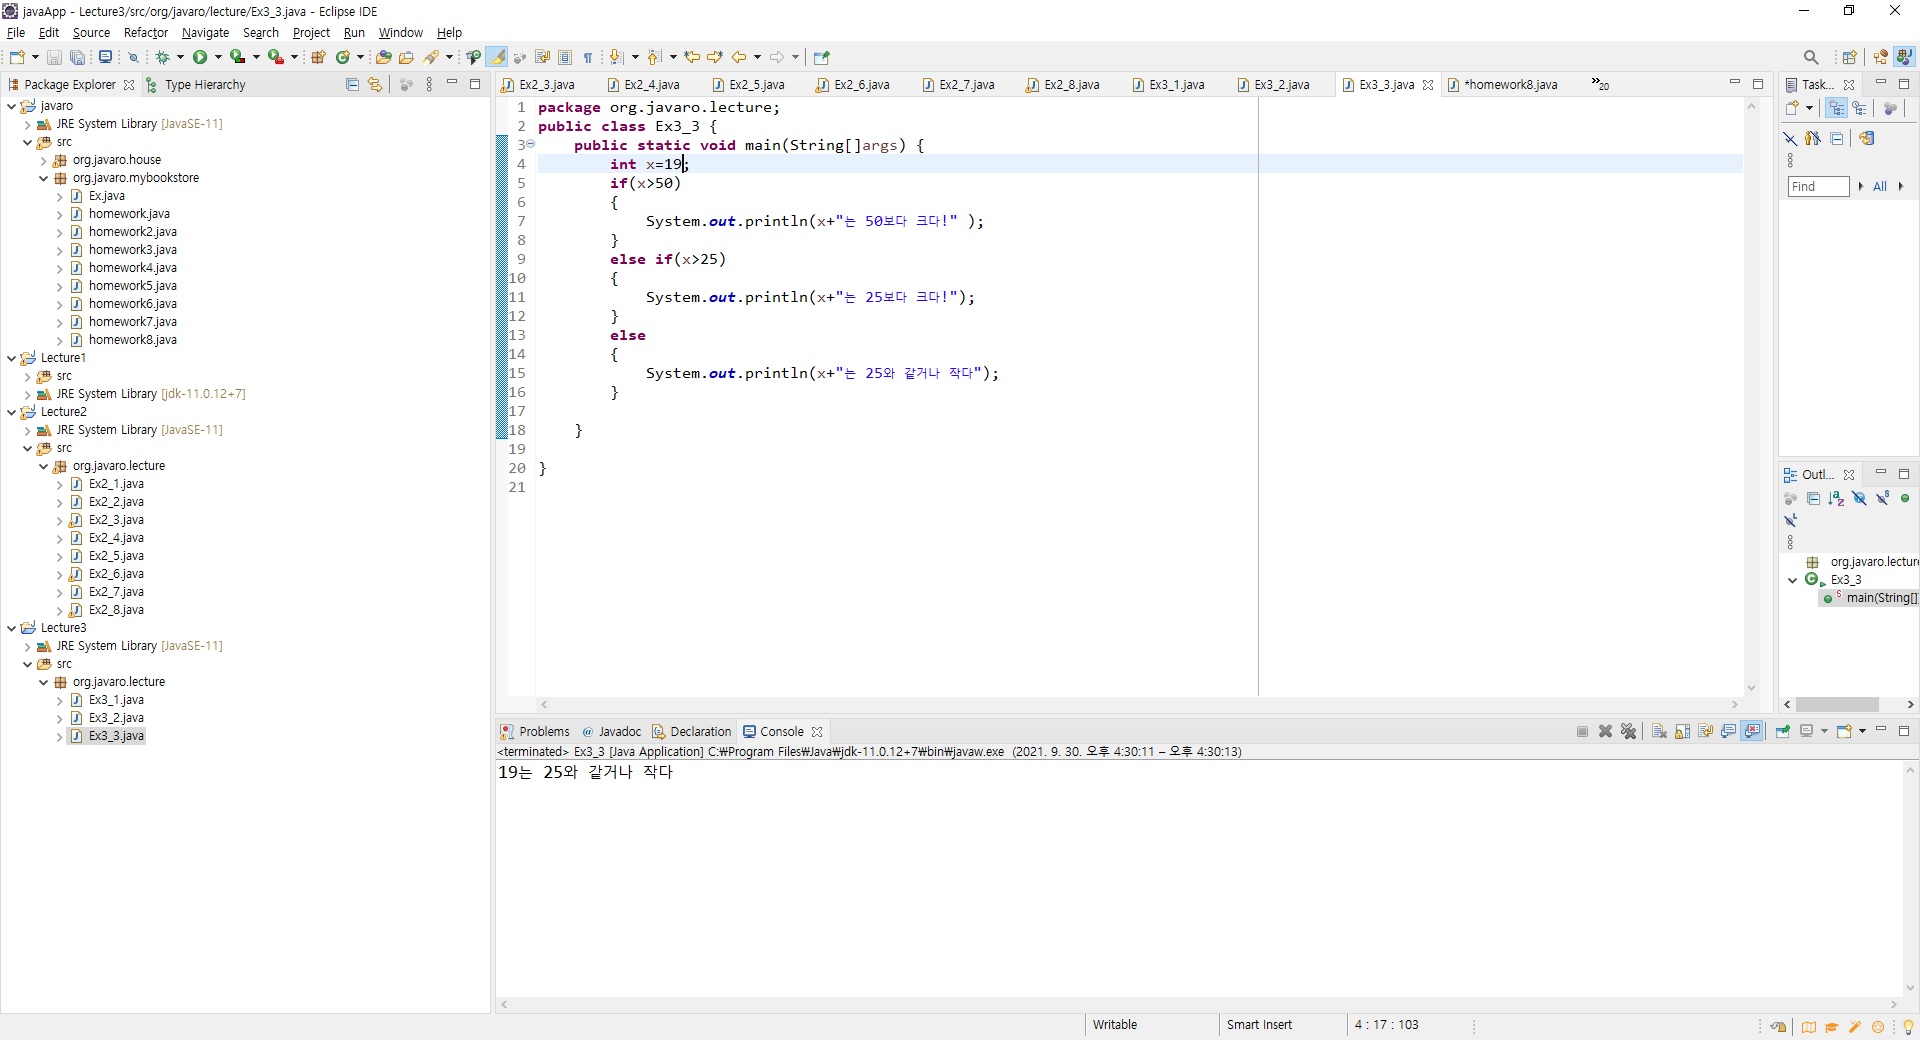 javaApp - Lecture3/src/org/javaro/lecture/Ex3_3.java - Eclipse IDE
File Edit Source Refactor Navigate Search Project Run Window Help
Package Explorer Type Hierarchy
javaro
JRE System Library [JavaSE-11]
src
org.javaro.house
org.javaro.mybookstore
Ex.java
homework.java
homework2.java
homework3.java
homework4.java
homework5.java
homework6.java
homework7.java
homework8.java
Lecture1
src
JRE System Library [jdk-11.0.12+7]
Lecture2
JRE System Library [JavaSE-11]
src
org.javaro.lecture
Ex2_1.java
Ex2_2.java
Ex2_3.java
Ex2_4.java
Ex2_5.java
Ex2_6.java
Ex2_7.java
Ex2_8.java
Lecture3
JRE System Library [JavaSE-11]
src
org.javaro.lecture
Ex3_1.java
Ex3_2.java
Ex3_3.java
Ex2_3.java Ex2_4.java Ex2_5.java Ex2_6.java Ex2_7.java Ex2_8.java Ex3_1.java Ex3_2.java Ex3_3.java *homework8.java »20
1 package org.javaro.lecture;
2 public class Ex3_3 {
3 public static void main(String[]args) {
4 int x=19;
5 if(x>50)
6 {
7 System.out.println(x+"는 50보다 크다!" );
8 }
9 else if(x>25)
10 {
11 System.out.println(x+"는 25보다 크다!");
12 }
13 else
14 {
15 System.out.println(x+"는 25와 같거나 작다");
16 }
17
18 }
19
20 }
21
Task...
Find All
Outl...
org.javaro.lecture
Ex3_3
main(String[]
Problems Javadoc Declaration Console
<terminated> Ex3_3 [Java Application] C:₩Program Files₩Java₩jdk-11.0.12+7₩bin₩javaw.exe (2021. 9. 30. 오후 4:30:11 – 오후 4:30:13)
19는 25와 같거나 작다
Writable Smart Insert 4 : 17 : 103